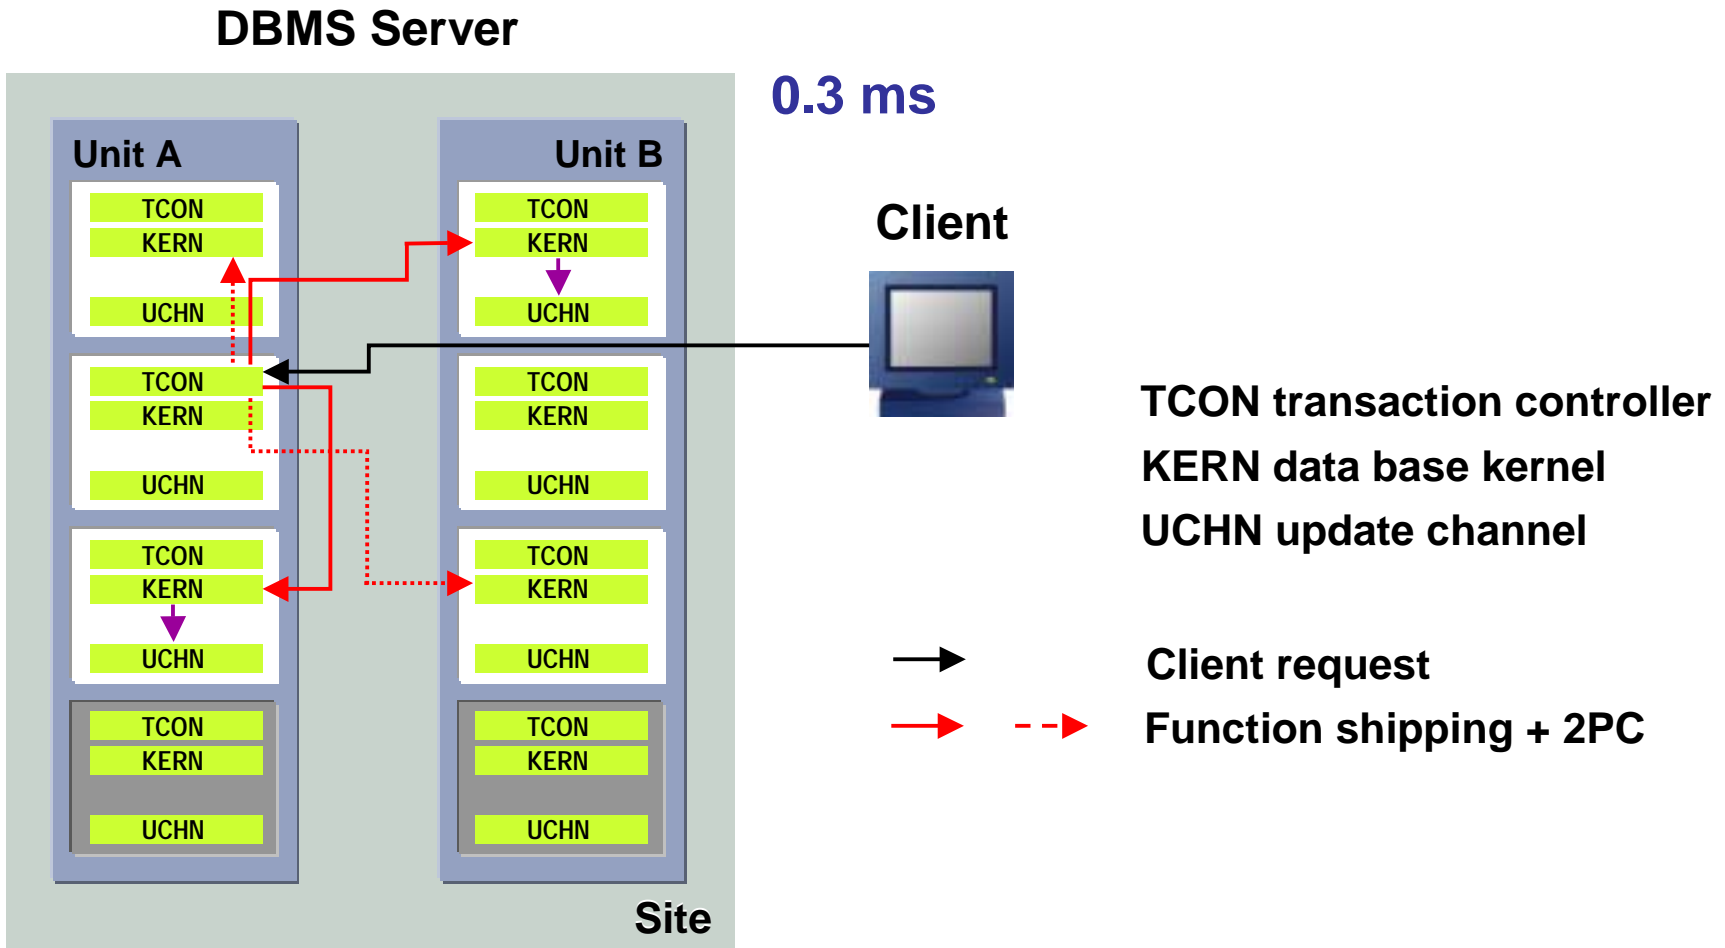 DBMS Server
0.3 ms
Unit A
TCON
KERN
UCHN
TCON
KERN
UCHN
TCON
KERN
UCHN
TCON
KERN
UCHN
Unit B
TCON
KERN
UCHN
TCON
KERN
UCHN
TCON
KERN
UCHN
TCON
KERN
UCHN
Site
Client
TCON transaction controller
KERN data base kernel
UCHN update channel
Client request
Function shipping + 2PC